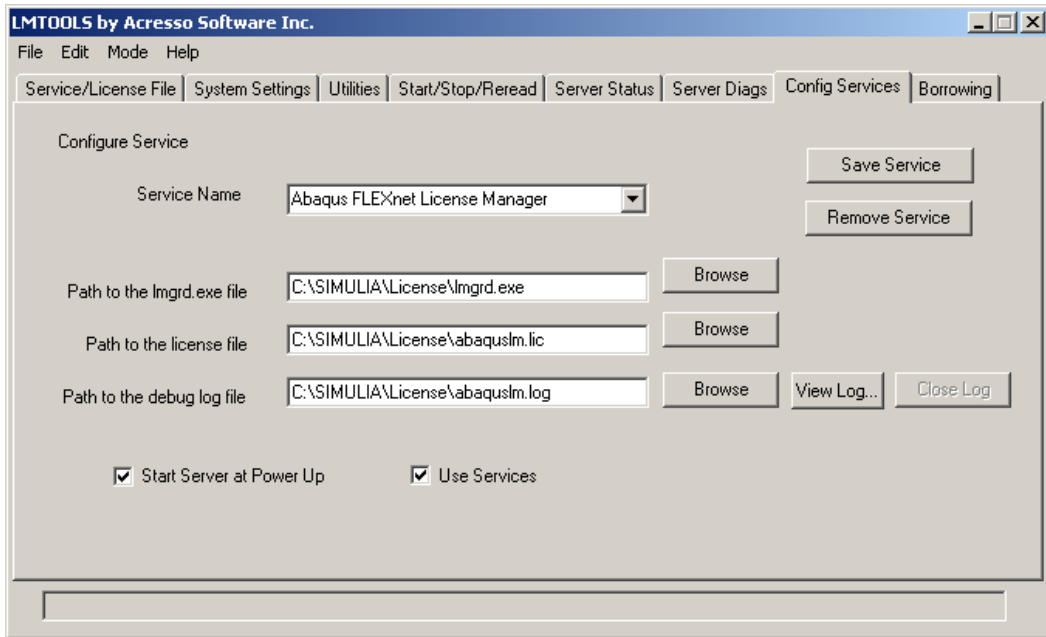 LMTOOLS by Acresso Software Inc.
File Edit Mode Help
Service/License File System Settings Utilities Start/Stop/Reread Server Status Server Diags Config Services Borrowing
Configure Service
Save Service
Service Name Abaqus FLEXnet License Manager
Remove Service
Path to the lmgrd.exe file C:\SIMULIA\License\lmgrd.exe Browse
Path to the license file C:\SIMULIA\License\abaquslm.lic Browse
Path to the debug log file C:\SIMULIA\License\abaquslm.log Browse View Log... Close Log
Start Server at Power Up Use Services